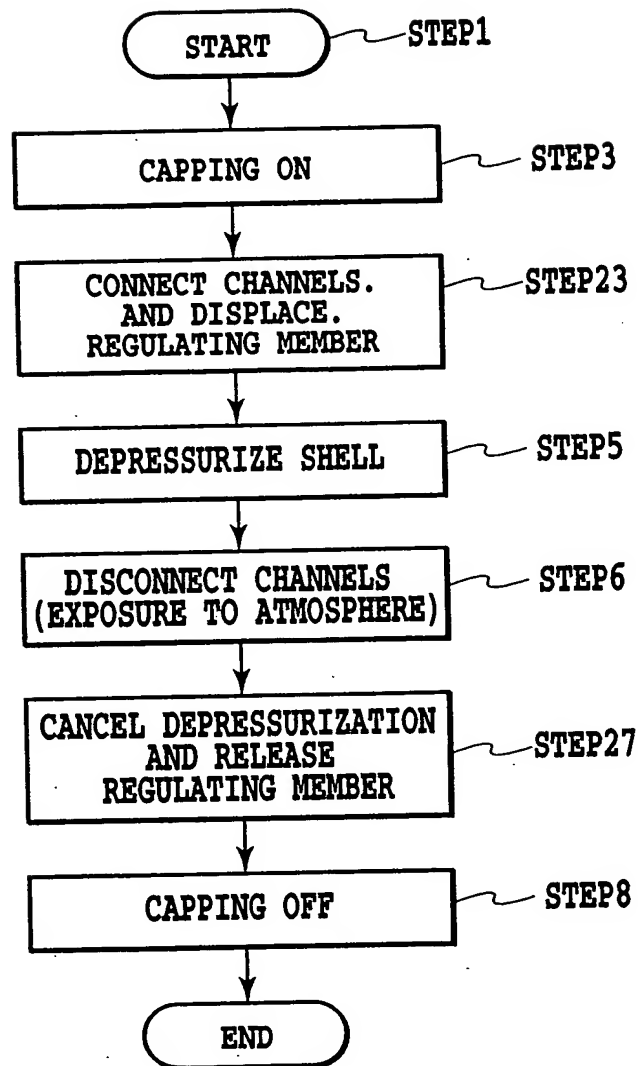 START
STEP1
CAPPING ON
STEP3
CONNECT CHANNELS.
AND DISPLACE.
REGULATING MEMBER
STEP23
DEPRESSURIZE SHELL
STEP5
DISCONNECT CHANNELS
(EXPOSURE TO ATMOSPHERE)
STEP6
CANCEL DEPRESSURIZATION
AND RELEASE
REGULATING MEMBER
STEP27
CAPPING OFF
STEP8
END